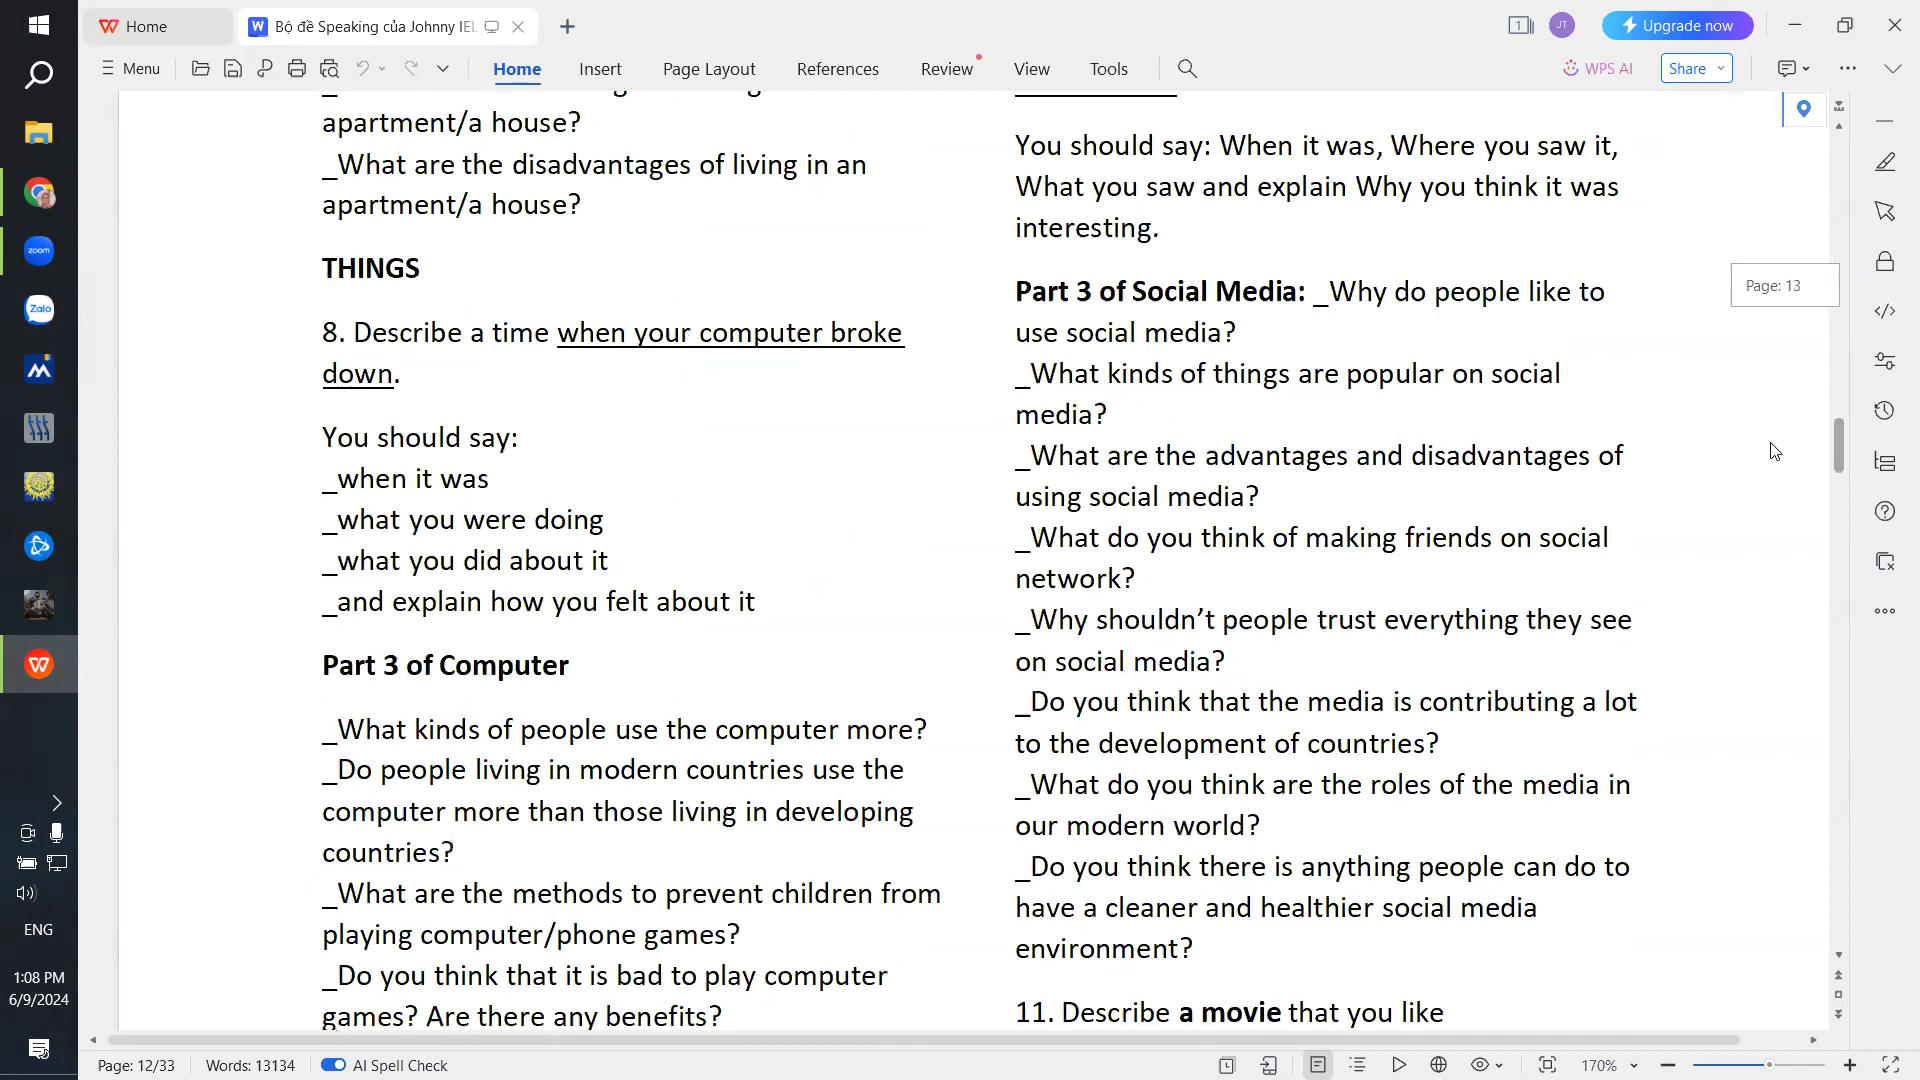 Home
Bộ đề Speaking của Johnny IEL
JT
Upgrade now
Menu
Home
Insert
Page Layout
References
Review
View
Tools
WPS AI
Share
apartment/a house?
_What are the disadvantages of living in an
apartment/a house?
THINGS
8. Describe a time when your computer broke
down.
You should say:
_when it was
_what you were doing
_what you did about it
_and explain how you felt about it
Part 3 of Computer
_What kinds of people use the computer more?
_Do people living in modern countries use the
computer more than those living in developing
countries?
_What are the methods to prevent children from
playing computer/phone games?
_Do you think that it is bad to play computer
games? Are there any benefits?
You should say: When it was, Where you saw it,
What you saw and explain Why you think it was
interesting.
Part 3 of Social Media: _Why do people like to
use social media?
_What kinds of things are popular on social
media?
_What are the advantages and disadvantages of
using social media?
_What do you think of making friends on social
network?
_Why shouldn’t people trust everything they see
on social media?
_Do you think that the media is contributing a lot
to the development of countries?
_What do you think are the roles of the media in
our modern world?
_Do you think there is anything people can do to
have a cleaner and healthier social media
environment?
11. Describe a movie that you like
Page: 13
zoom
Zalo
ENG
1:08 PM
6/9/2024
Page: 12/33
Words: 13134
AI Spell Check
170%